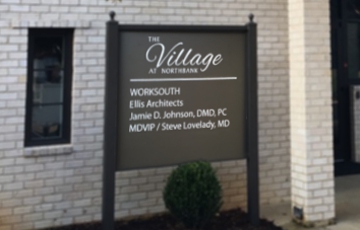 THE
Village
AT NORTHBANK
WORKSOUTH
Ellis Architects
Jamie D. Johnson, DMD, PC
MDVIP / Steve Lovelady, MD